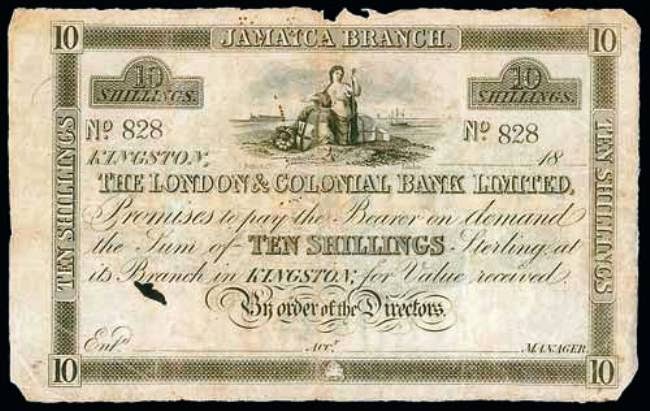 10 JAMAICA BRANCH. 10
10 SHILLINGS. 10 SHILLINGS.
Nº 828 Nº 828
KINGSTON, 18
THE LONDON & COLONIAL BANK LIMITED,
Promises to pay the Bearer on demand
the Sum of TEN SHILLINGS Sterling at
its Branch in KINGSTON, for Value received.
By order of the Directors.
Entd. ACCT. MANAGER
10 10
TEN SHILLINGS
TEN SHILLINGS